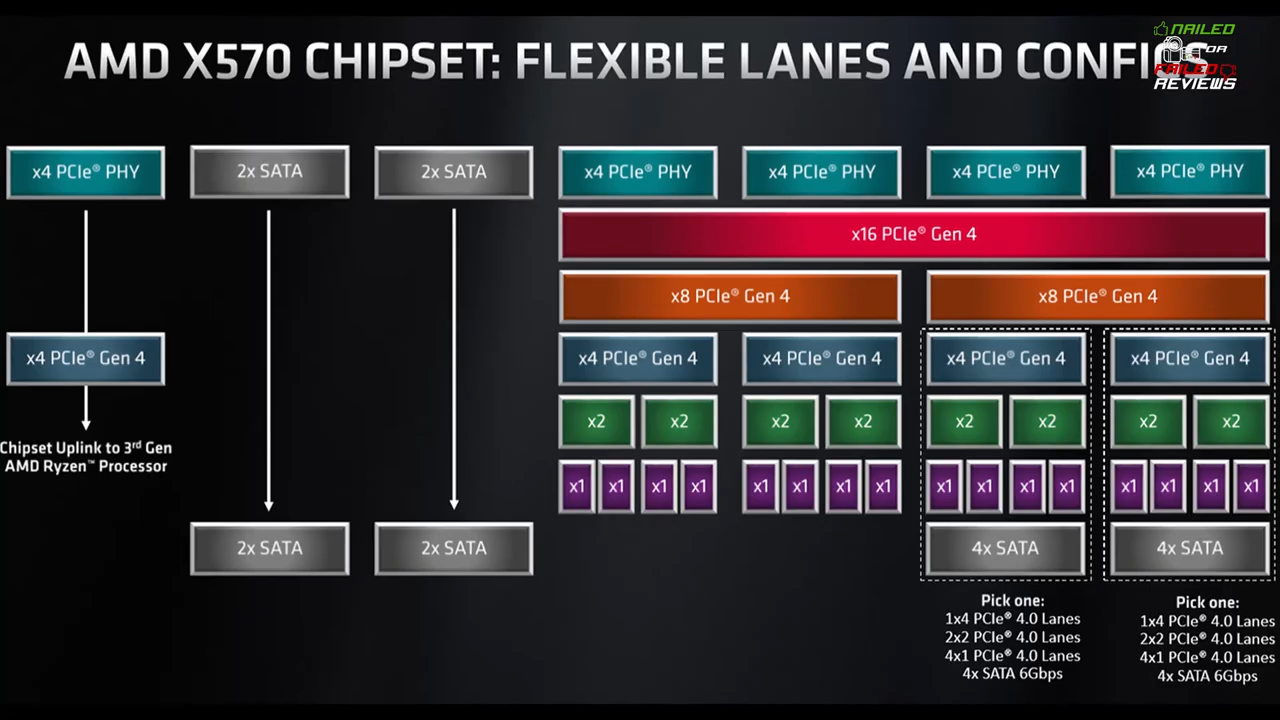 AMD X570 CHIPSET: FLEXIBLE LANES AND CONFIGS
NAILED
OR
FAILED
REVIEWS
x4 PCIe® PHY
2x SATA
2x SATA
x4 PCIe® PHY
x4 PCIe® PHY
x4 PCIe® PHY
x4 PCIe® PHY
x16 PCIe® Gen 4
x8 PCIe® Gen 4
x8 PCIe® Gen 4
x4 PCIe® Gen 4
x4 PCIe® Gen 4
x4 PCIe® Gen 4
x4 PCIe® Gen 4
x4 PCIe® Gen 4
x2 x2 x2 x2 x2 x2 x2 x2
Chipset Uplink to 3rd Gen
AMD Ryzen™ Processor
x1 x1 x1 x1 x1 x1 x1 x1 x1 x1 x1 x1 x1 x1 x1 x1
2x SATA
2x SATA
4x SATA
4x SATA
Pick one:
1x4 PCIe® 4.0 Lanes
2x2 PCIe® 4.0 Lanes
4x1 PCIe® 4.0 Lanes
4x SATA 6Gbps
Pick one:
1x4 PCIe® 4.0 Lanes
2x2 PCIe® 4.0 Lanes
4x1 PCIe® 4.0 Lanes
4x SATA 6Gbps